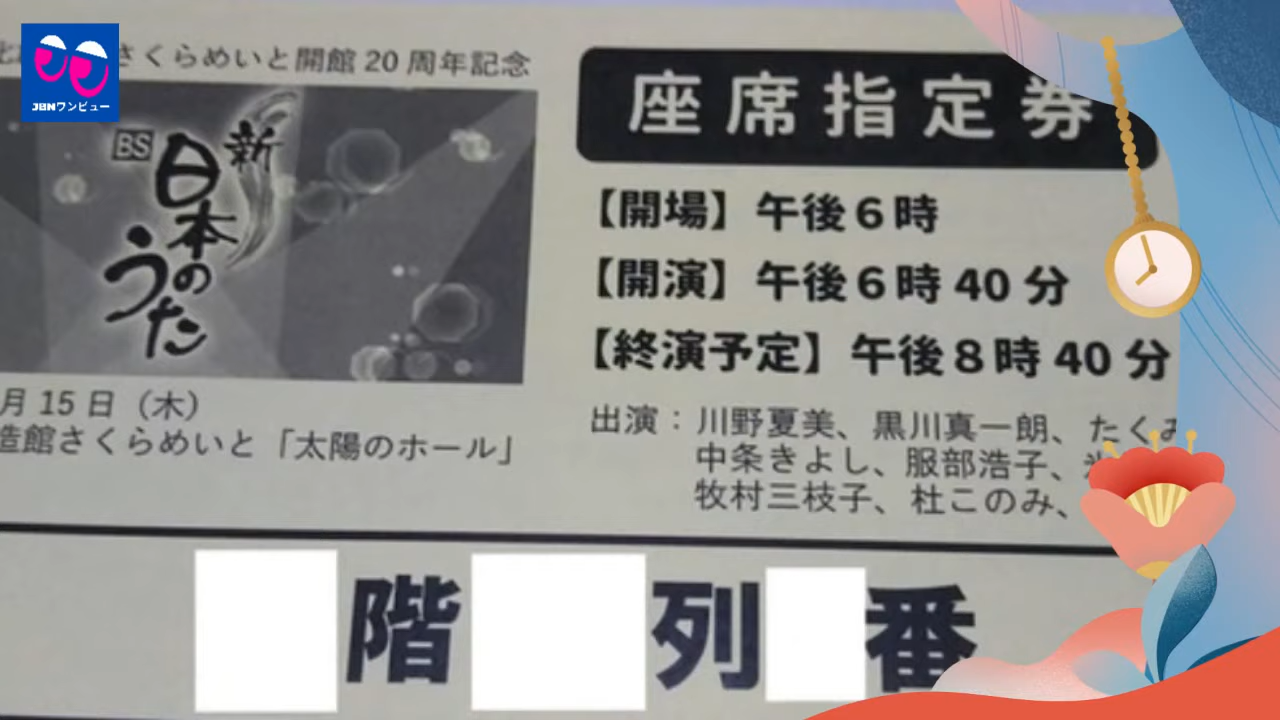 JBNワンビュー
さくらめいと開館 20 周年記念
座席指定券
BS
新
日本の
うた
【開場】午後6時
【開演】午後6時 40 分
【終演予定】午後8時 40 分
月 15 日（木）
造館さくらめいと「太陽のホール」
出演：川野夏美、黒川真一朗、たくみ
中条きよし、服部浩子、
牧村三枝子、杜このみ、
階 列 番